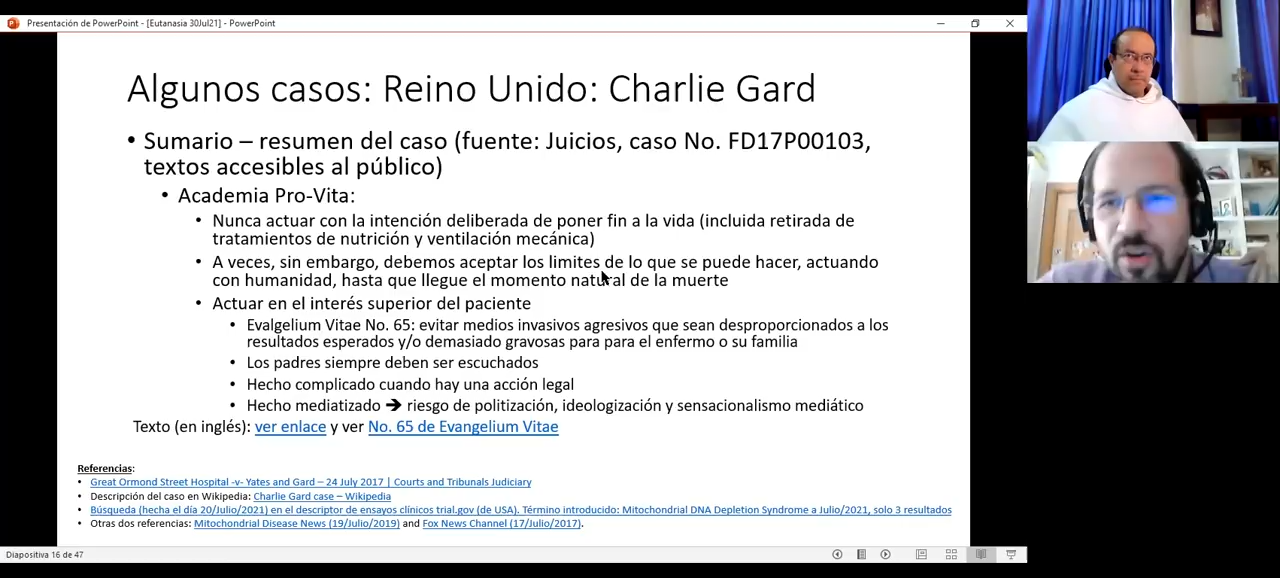 Presentación de PowerPoint - [Eutanasia 30Jul21] - PowerPoint
Algunos casos: Reino Unido: Charlie Gard
• Sumario – resumen del caso (fuente: Juicios, caso No. FD17P00103,
textos accesibles al público)
• Academia Pro-Vita:
• Nunca actuar con la intención deliberada de poner fin a la vida (incluida retirada de
tratamientos de nutrición y ventilación mecánica)
• A veces, sin embargo, debemos aceptar los limites de lo que se puede hacer, actuando
con humanidad, hasta que llegue el momento natural de la muerte
• Actuar en el interés superior del paciente
• Evalgelium Vitae No. 65: evitar medios invasivos agresivos que sean desproporcionados a los
resultados esperados y/o demasiado gravosas para para el enfermo o su familia
• Los padres siempre deben ser escuchados
• Hecho complicado cuando hay una acción legal
• Hecho mediatizado ➔ riesgo de politización, ideologización y sensacionalismo mediático
Texto (en inglés): ver enlace y ver No. 65 de Evangelium Vitae
Referencias:
• Great Ormond Street Hospital -v- Yates and Gard – 24 July 2017 | Courts and Tribunals Judiciary
• Descripción del caso en Wikipedia: Charlie Gard case – Wikipedia
• Búsqueda (hecha el día 20/Julio/2021) en el descriptor de ensayos clínicos trial.gov (de USA). Término introducido: Mitochondrial DNA Depletion Syndrome a Julio/2021, solo 3 resultados
• Otras dos referencias: Mitochondrial Disease News (19/Julio/2019) and Fox News Channel (17/Julio/2017).
Diapositiva 16 de 47